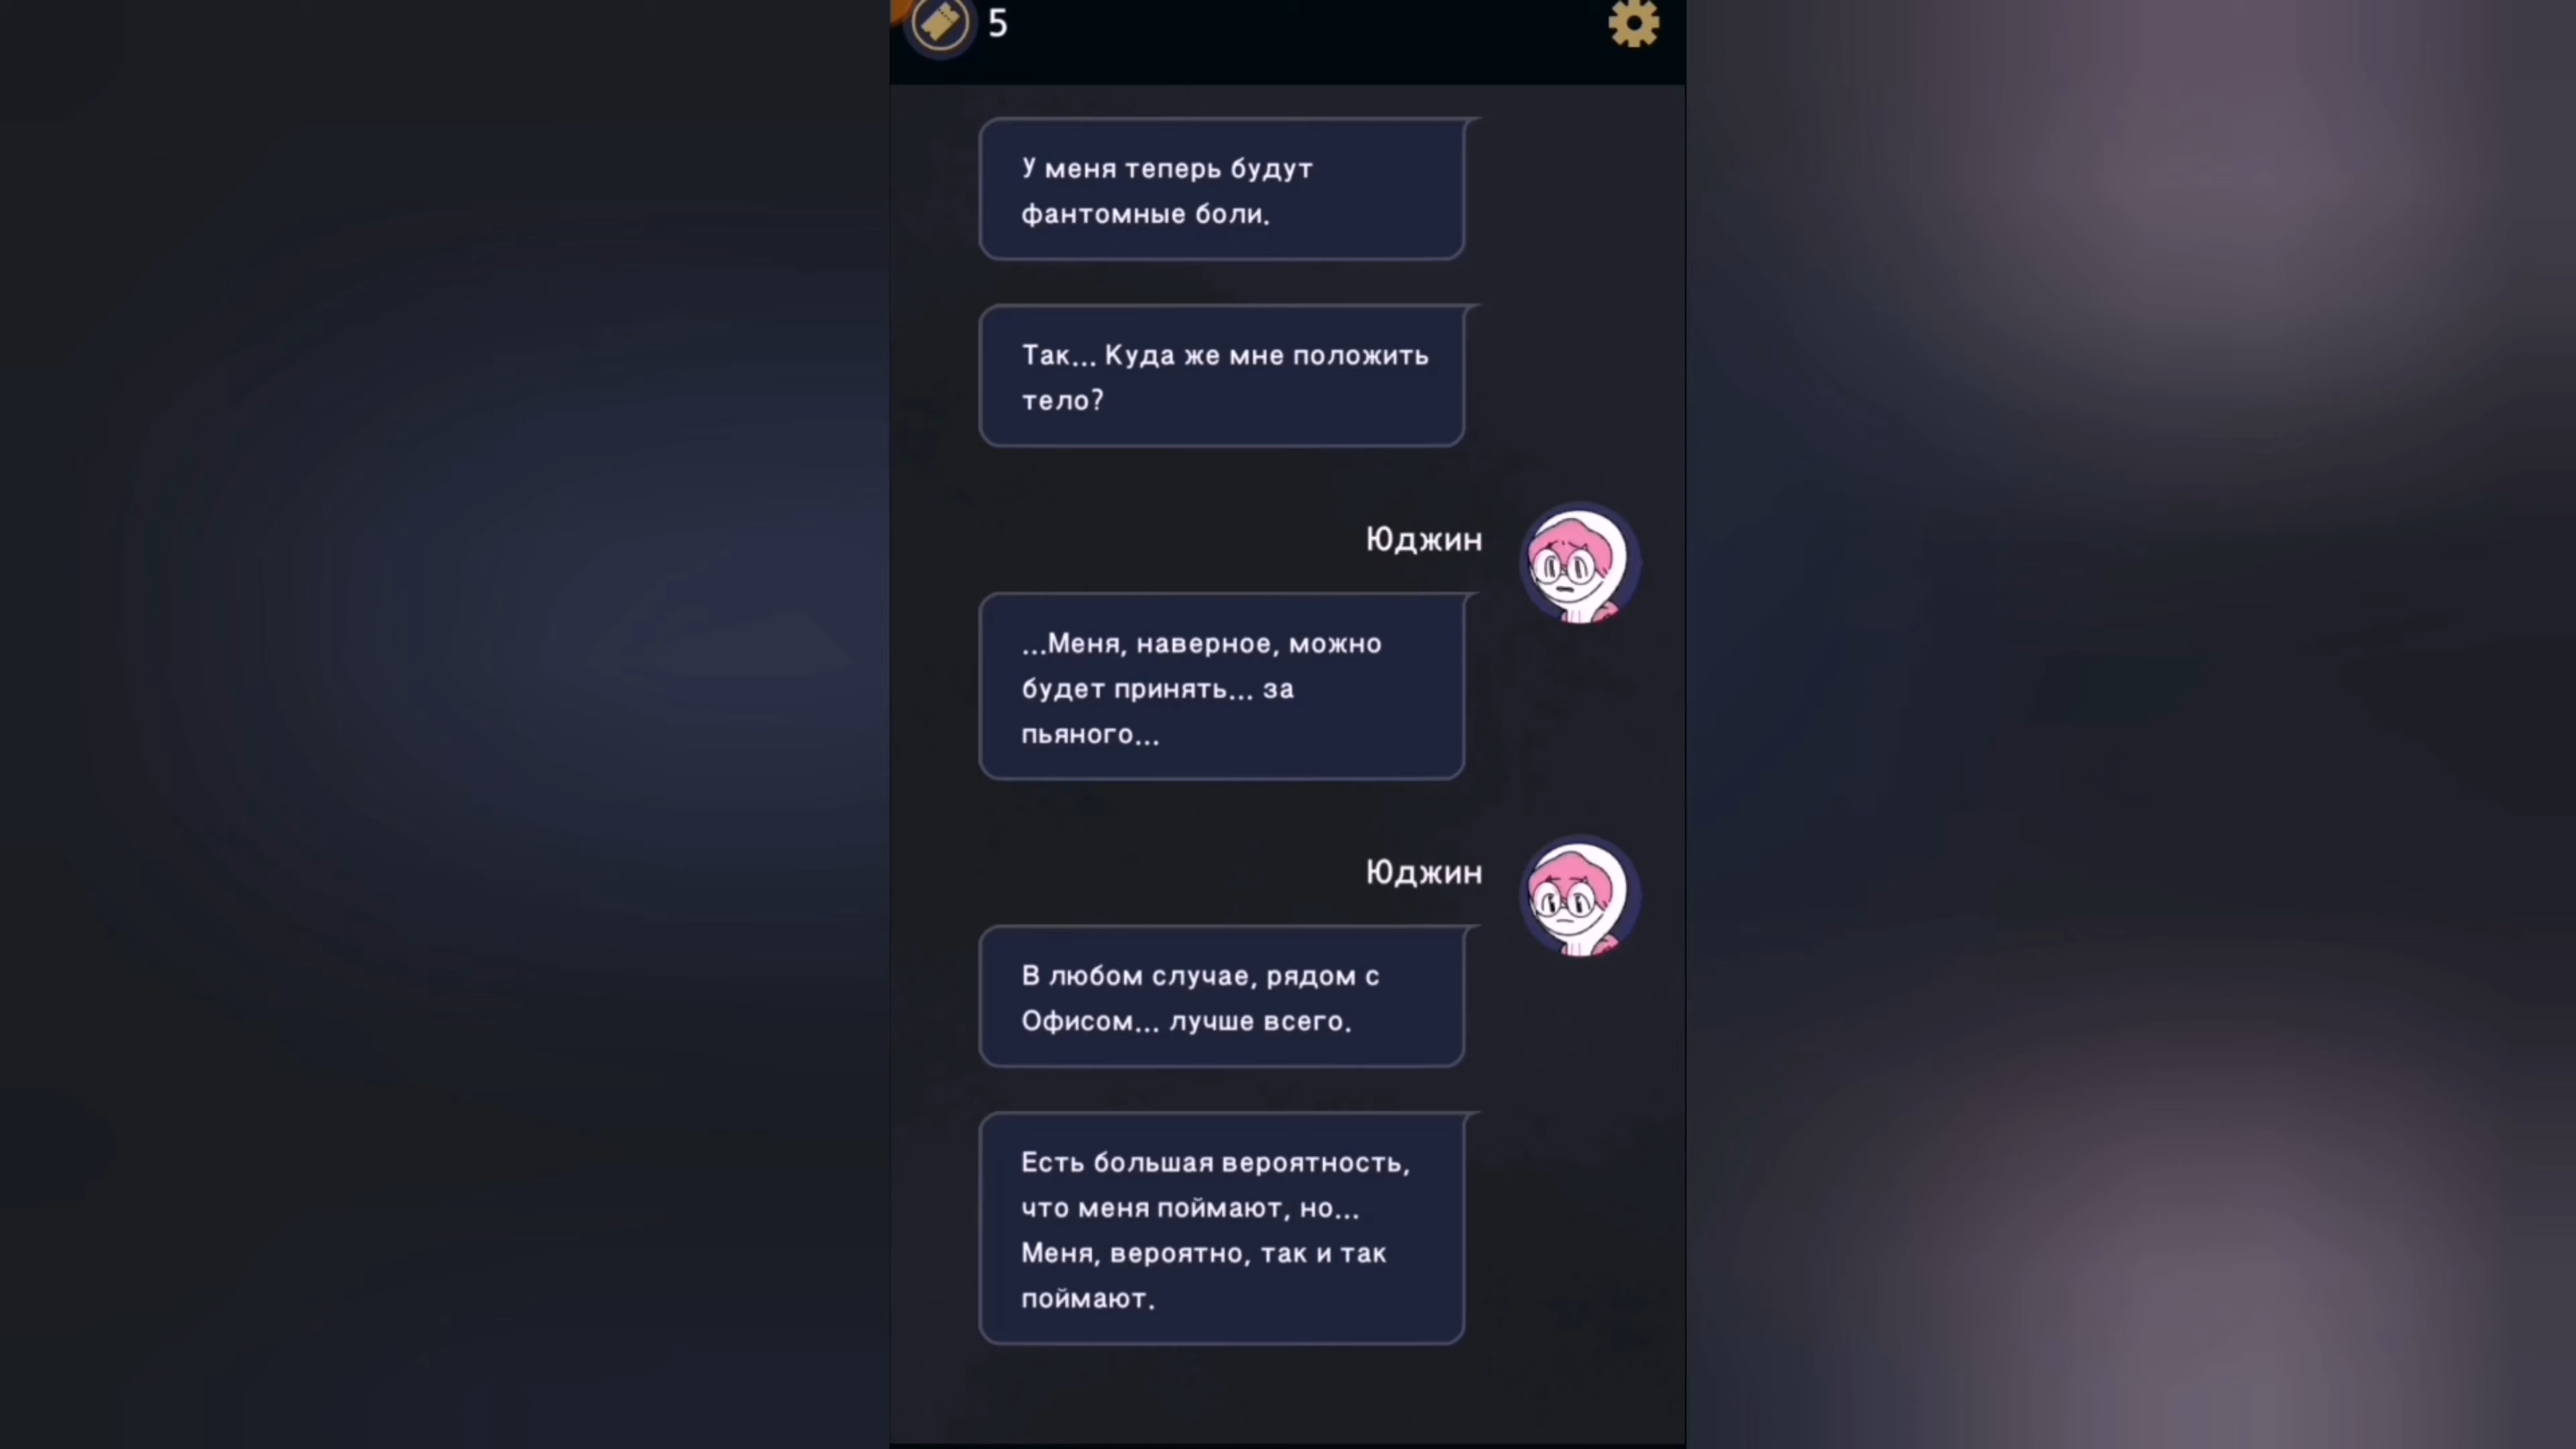 5
У меня теперь будут
фантомные боли.
Так... Куда же мне положить
тело?
Юджин
...Меня, наверное, можно
будет принять... за
пьяного...
Юджин
В любом случае, рядом с
Офисом... лучше всего.
Есть большая вероятность,
что меня поймают, но...
Меня, вероятно, так и так
поймают.